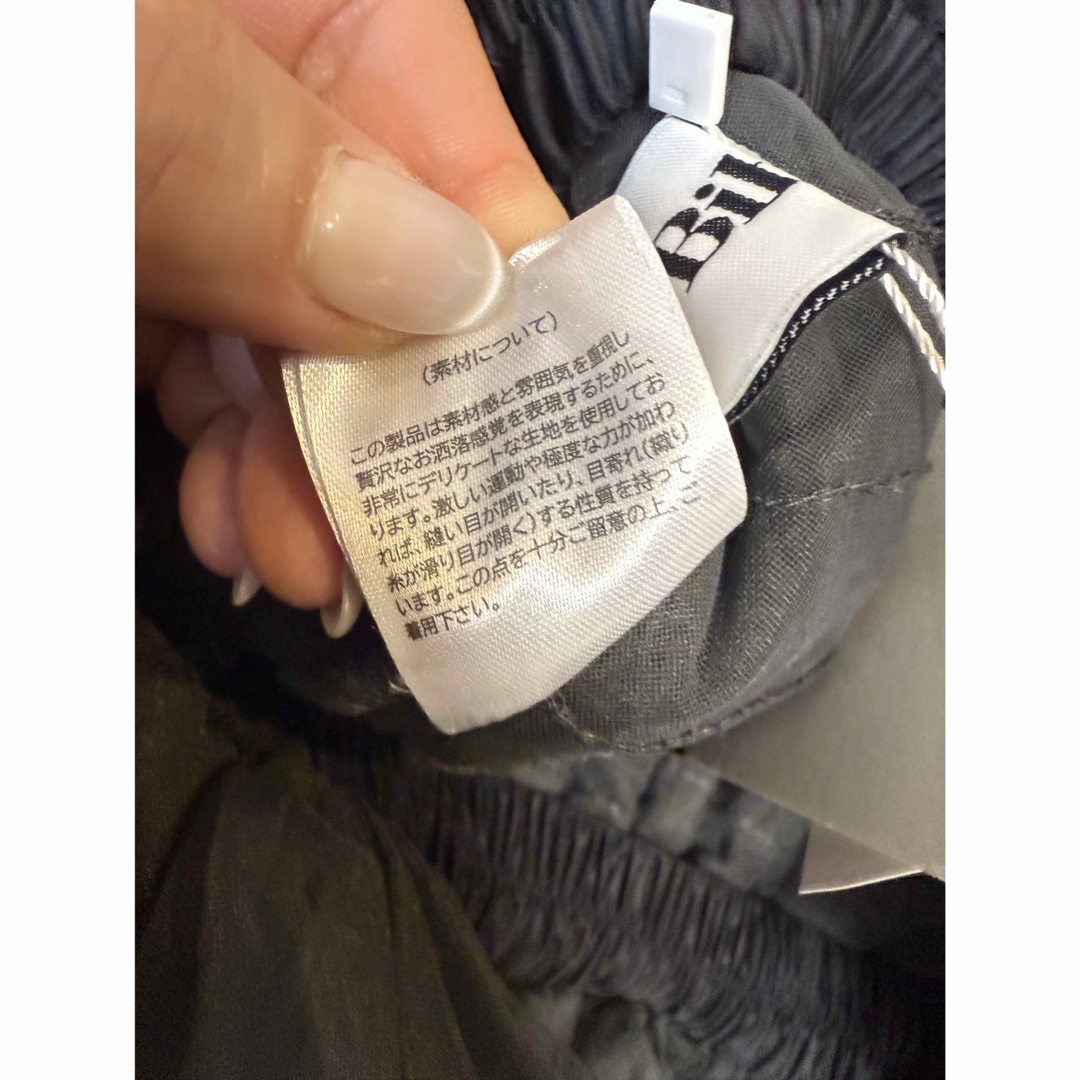 Bil
(素材について)
この製品は素材感と雰囲気を重視し
贅沢なお洒落感覚を表現するために、
非常にデリケートな生地を使用してお
ります。激しい運動や極度な力が加わ
れば、縫い目が開いたり、目寄れ(織り
糸が滑り目が開く)する性質を持って
います。この点を十分ご留意の上、ご
着用下さい。